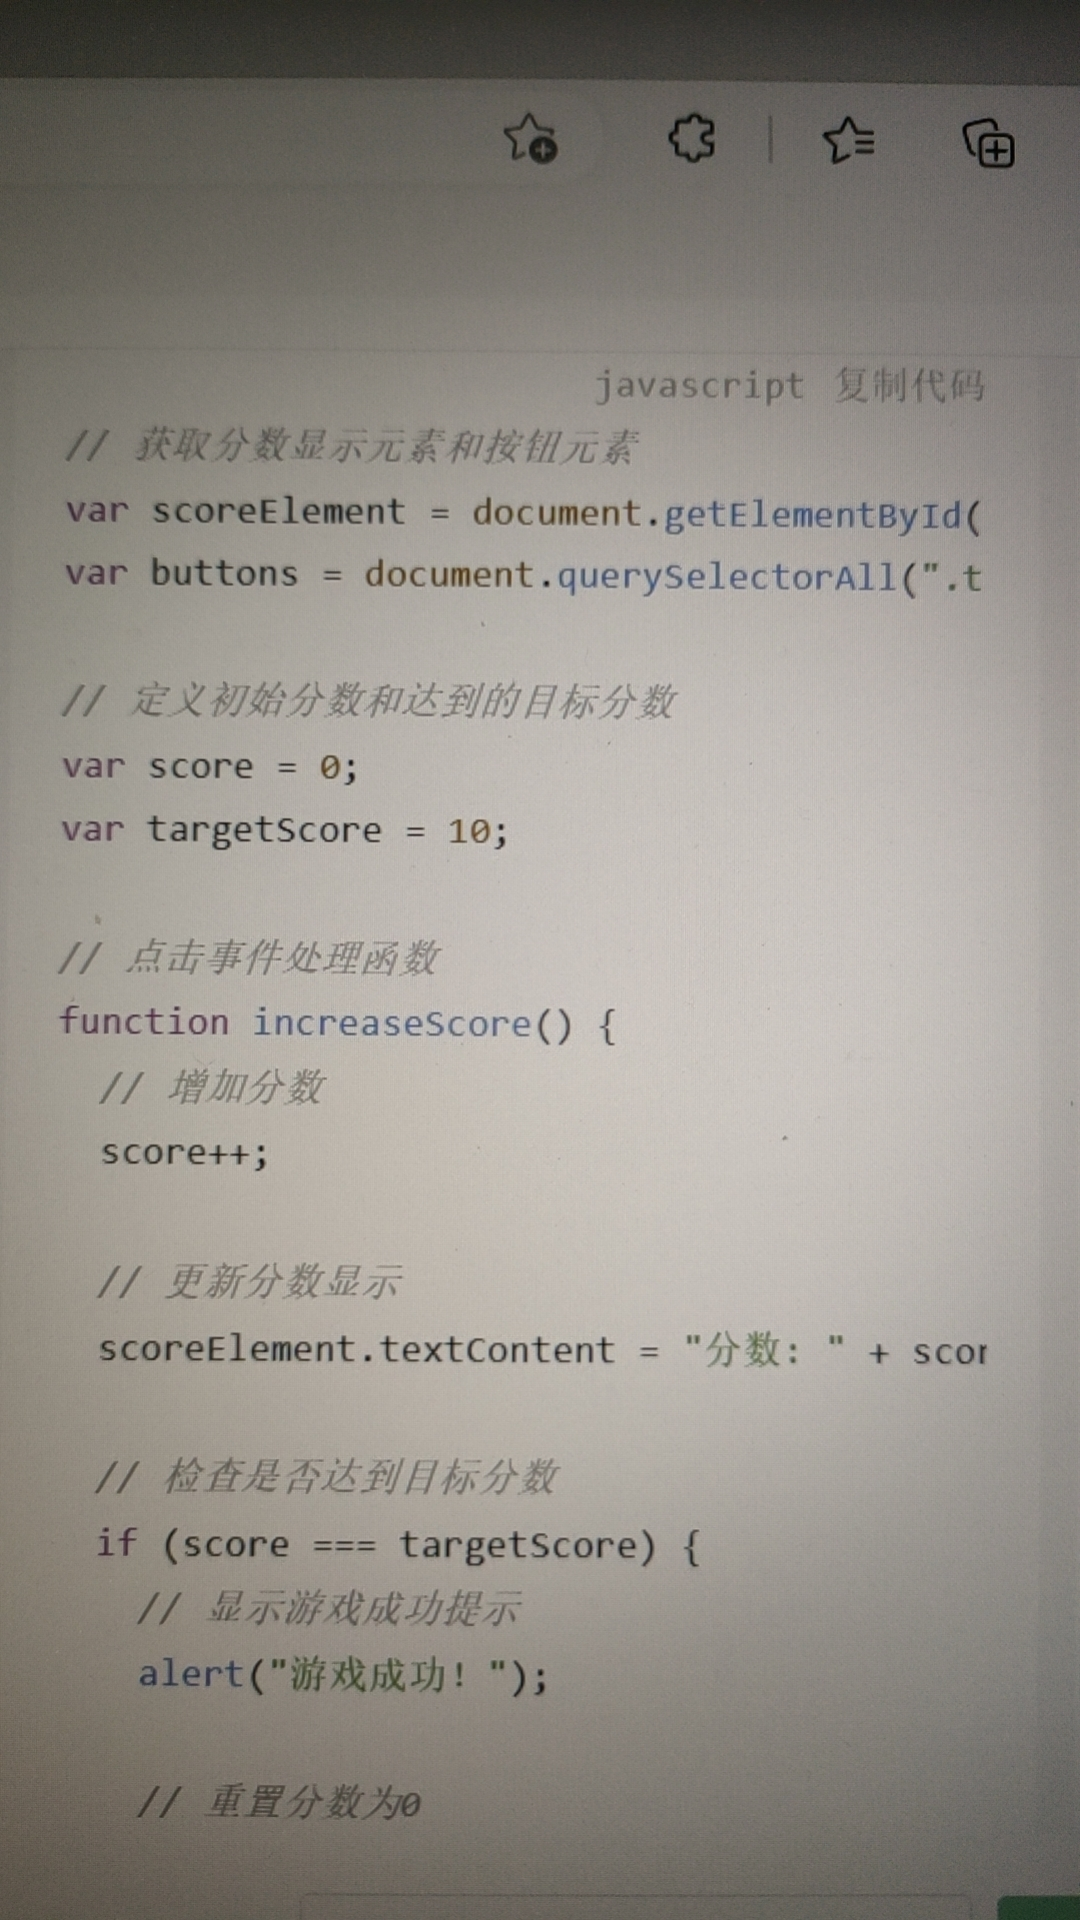 javascript 复制代码
// 获取分数显示元素和按钮元素
var scoreElement = document.getElementById(
var buttons = document.querySelectorAll(".t
// 定义初始分数和达到的目标分数
var score = 0;
var targetScore = 10;
// 点击事件处理函数
function increaseScore() {
// 增加分数
score++;
// 更新分数显示
scoreElement.textContent = "分数: " + scor
// 检查是否达到目标分数
if (score === targetScore) {
// 显示游戏成功提示
alert("游戏成功! ");
// 重置分数为0